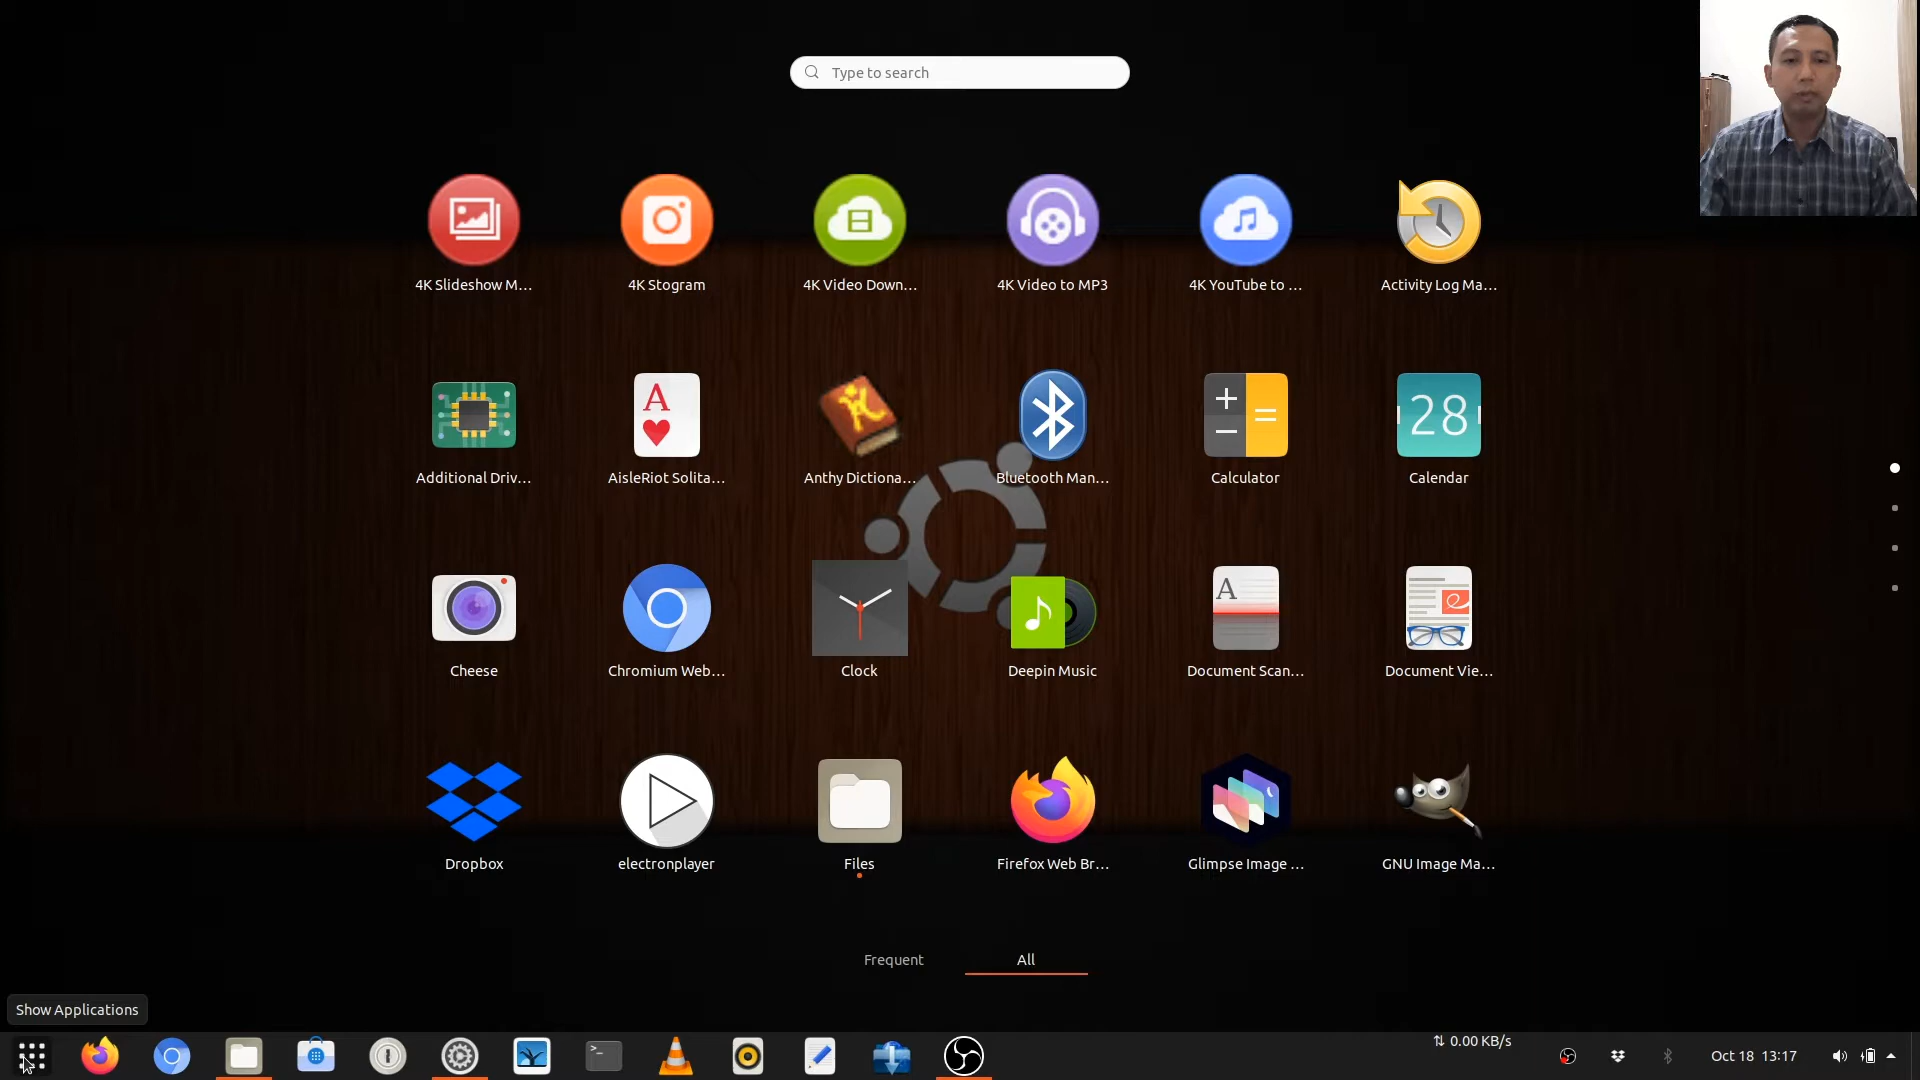 Type to search
4K Slideshow M...
4K Stogram
4K Video Down...
4K Video to MP3
4K YouTube to ...
Activity Log Ma...
Additional Driv...
A
AisleRiot Solita...
Anthy Dictiona...
Bluetooth Man...
Calculator
28
Calendar
Cheese
Chromium Web...
Clock
Deepin Music
A
Document Scan...
Document Vie...
Dropbox
electronplayer
Files
Firefox Web Br...
Glimpse Image ...
GNU Image Ma...
Frequent
All
Show Applications
>_
⇅ 0.00 KB/s
Oct 18 13:17